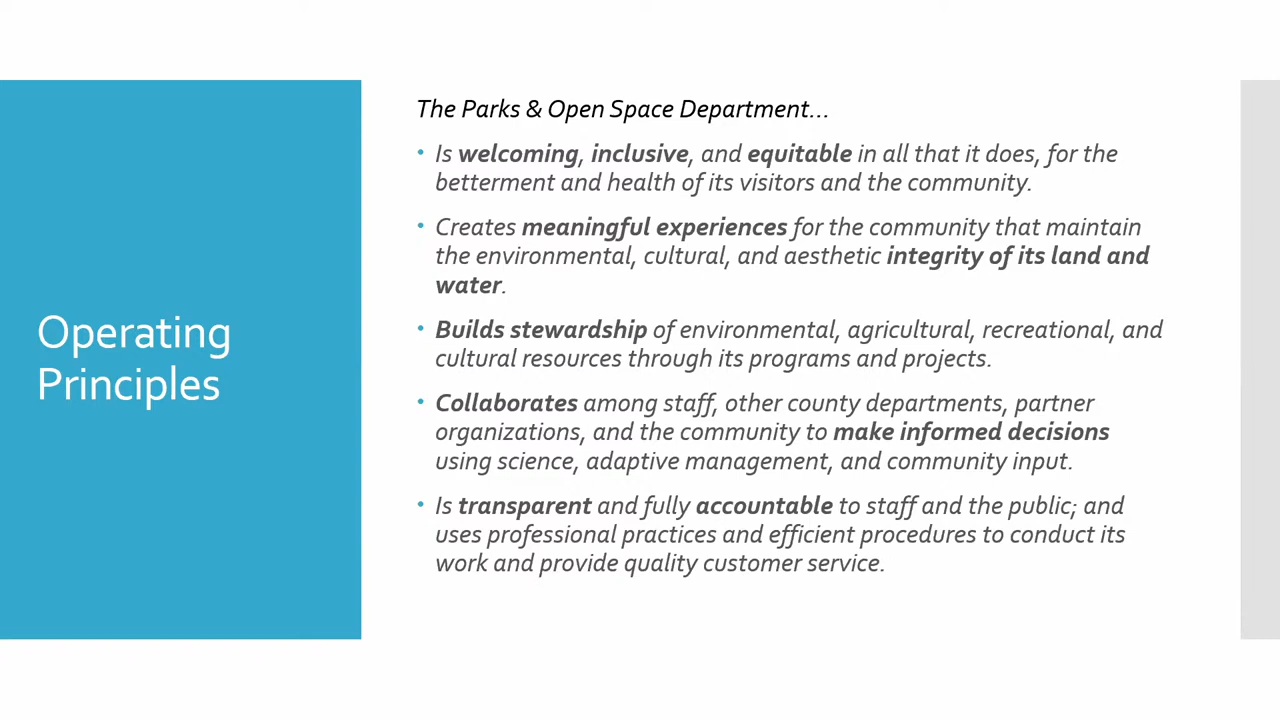 Operating
Principles
The Parks & Open Space Department...
• Is welcoming, inclusive, and equitable in all that it does, for the
betterment and health of its visitors and the community.
• Creates meaningful experiences for the community that maintain
the environmental, cultural, and aesthetic integrity of its land and
water.
• Builds stewardship of environmental, agricultural, recreational, and
cultural resources through its programs and projects.
• Collaborates among staff, other county departments, partner
organizations, and the community to make informed decisions
using science, adaptive management, and community input.
• Is transparent and fully accountable to staff and the public; and
uses professional practices and efficient procedures to conduct its
work and provide quality customer service.